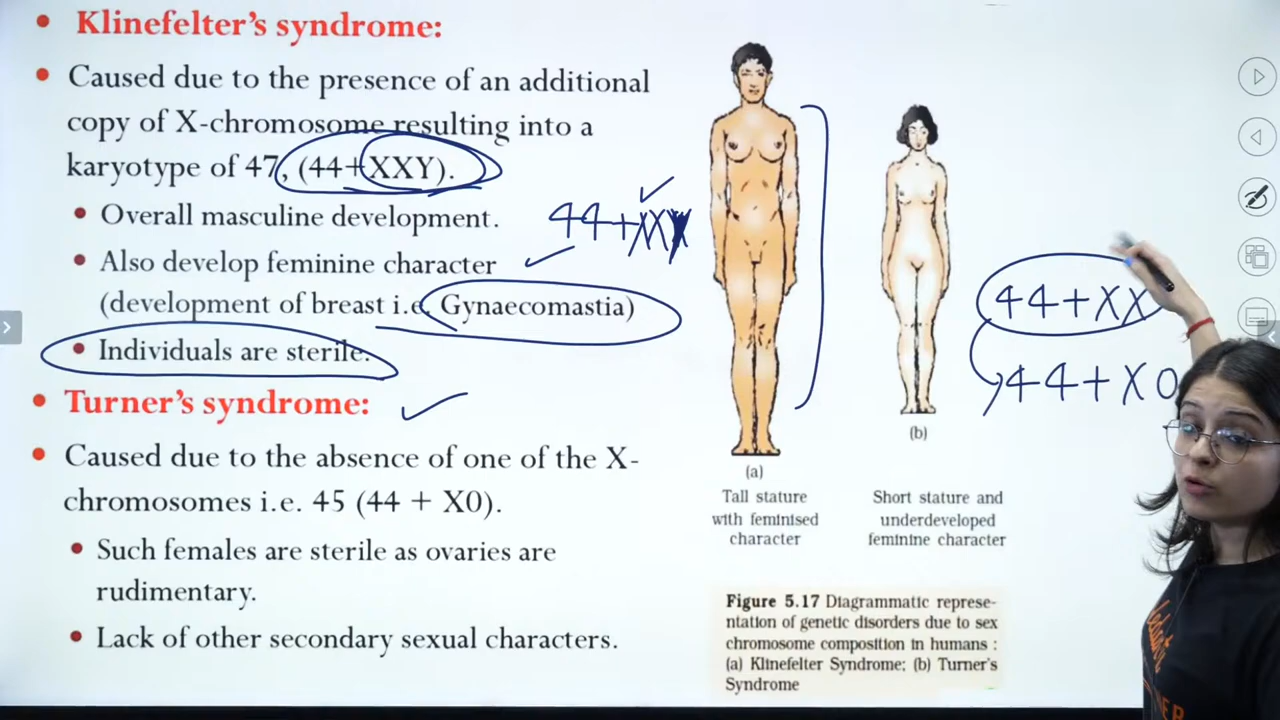 • Klinefelter's syndrome:
• Caused due to the presence of an additional
copy of X-chromosome resulting into a
karyotype of 47, (44+XXY).
• Overall masculine development.
44+XXY
• Also develop feminine character
(development of breast i.e. Gynaecomastia)
• Individuals are sterile.
• Turner's syndrome:
• Caused due to the absence of one of the X-
chromosomes i.e. 45 (44 + X0).
• Such females are sterile as ovaries are
rudimentary.
• Lack of other secondary sexual characters.
44+XX
44+X0
(a)
Tall stature
with feminised
character
(b)
Short stature and
underdeveloped
feminine character
Figure 5.17 Diagrammatic represe-
ntation of genetic disorders due to sex
chromosome composition in humans :
(a) Klinefelter Syndrome; (b) Turner's
Syndrome